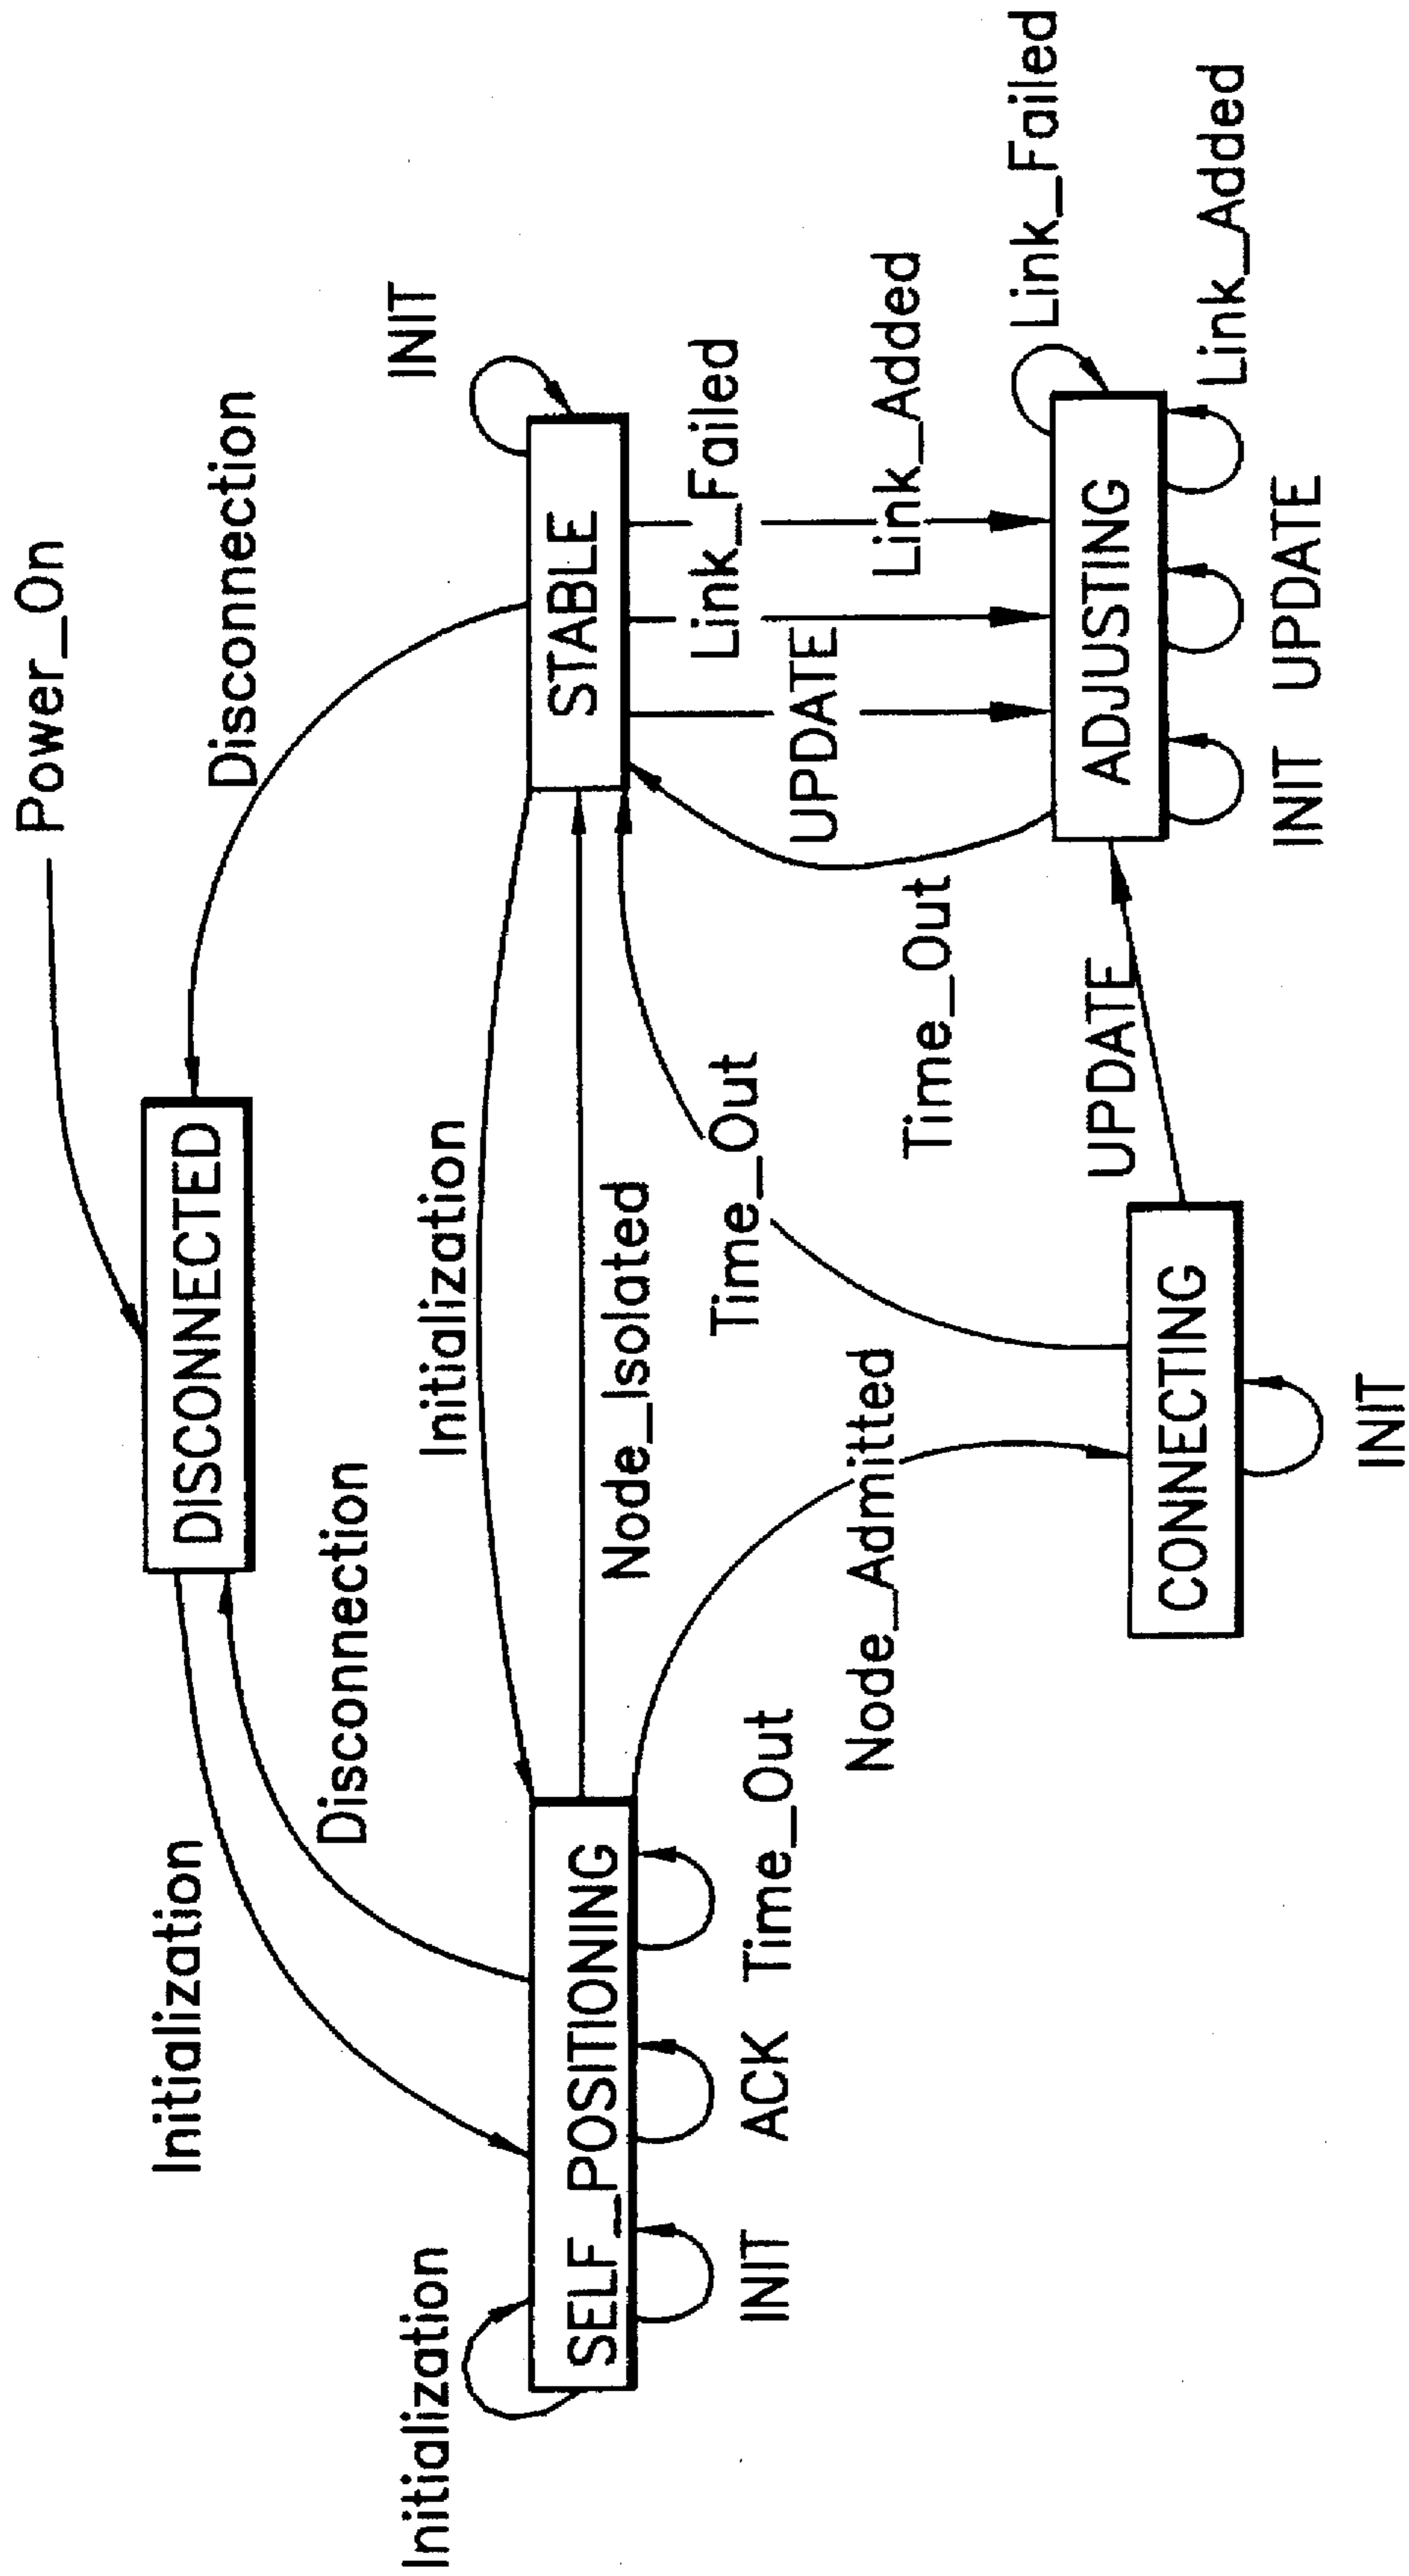 Power_On
DISCONNECTED
Initialization
Disconnection
Disconnection
Initialization
Initialization
INIT
SELF_POSITIONING
STABLE
Node_Isolated
Link_Failed
INIT
ACK
Time_Out
Time_Out
UPDATE
Link_Added
Node_Admitted
Time_Out
Link_Failed
UPDATE
ADJUSTING
CONNECTING
Link_Added
INIT
UPDATE
INIT